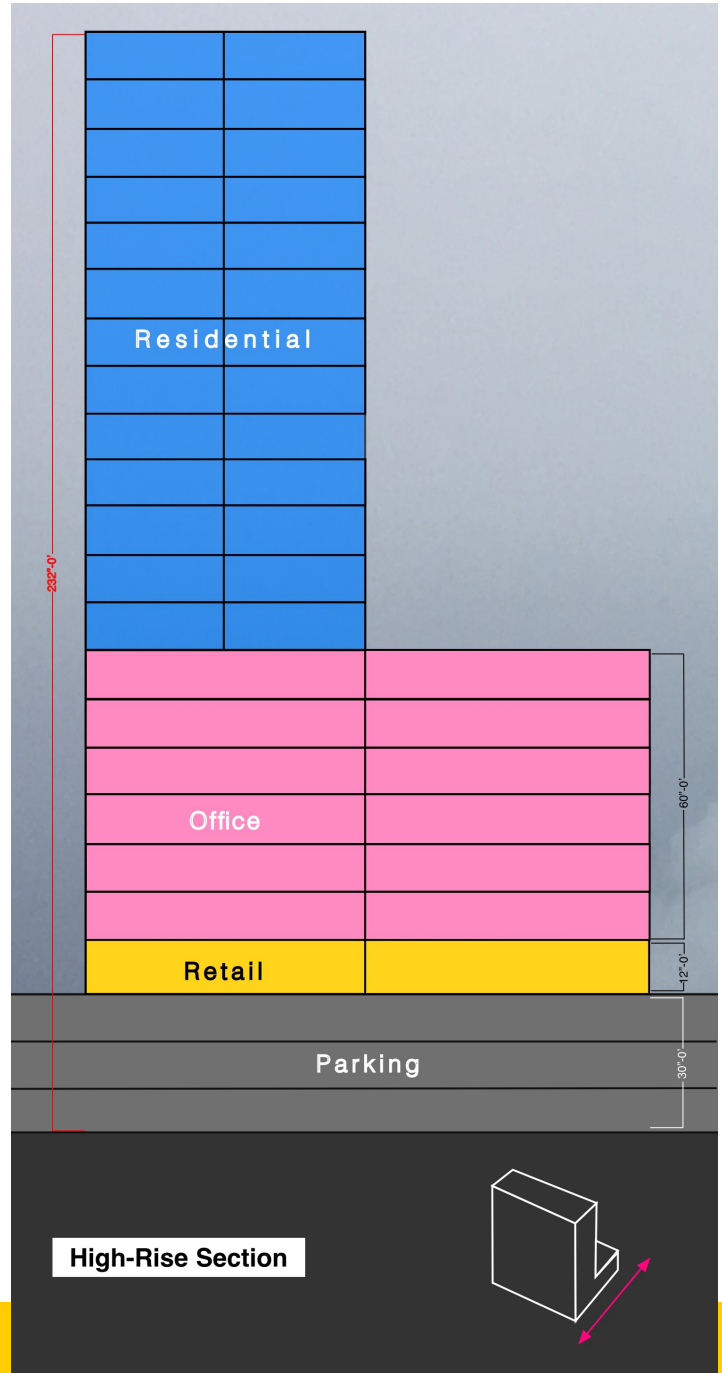 Residential
232"-0'
60"-0'
Office
Retail
12"-0'
Parking
30"-0'
High-Rise Section